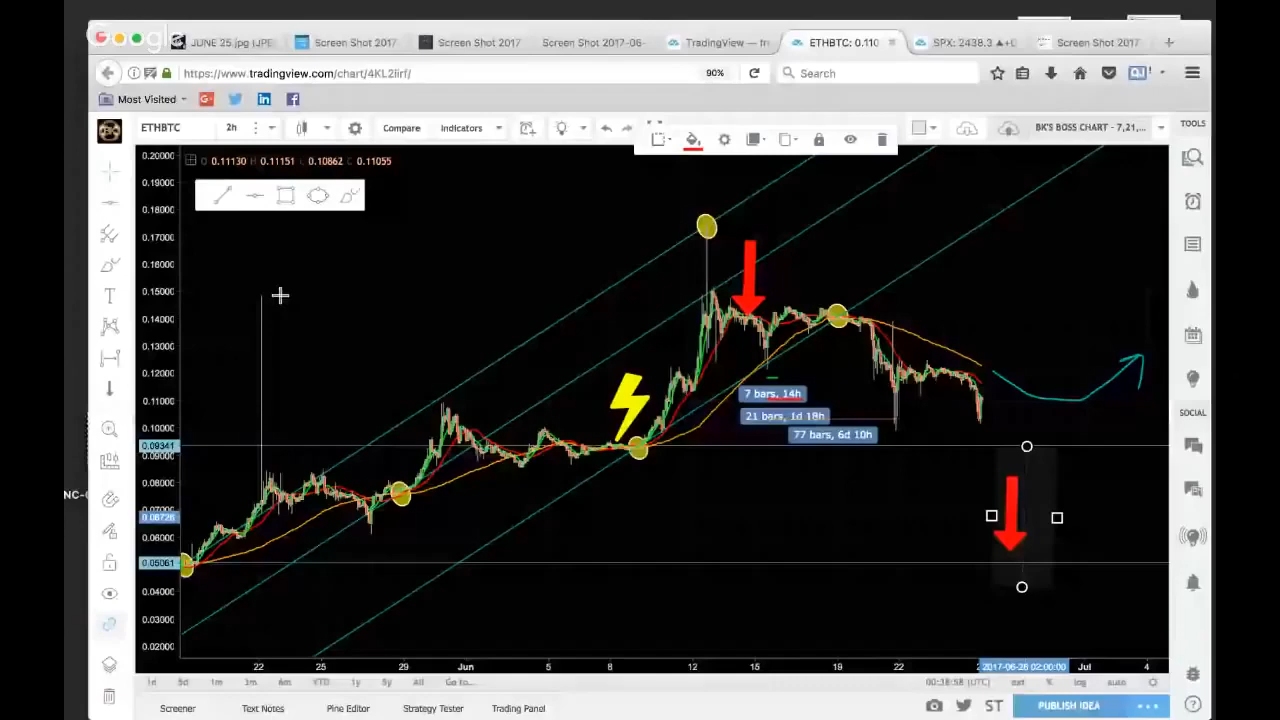 Google
JUNE 25.jpg (JPE
Screen Shot 2017
Screen Shot 2017
Screen Shot 2017-06-
TradingView — tr
ETHBTC: 0.110
SPX: 2438.3 ▲+
Screen Shot 2017
https://www.tradingview.com/chart/4KL2iirf/
90%
Search
Most Visited
ETHBTC
2h
Compare
Indicators
BK'S BOSS CHART - 7,21,...
TOOLS
O 0.11130 H 0.11151 L 0.10862 C 0.11055
0.20000
0.19000
0.18000
0.17000
0.16000
0.15000
0.14000
0.13000
0.12000
0.11000
0.10000
0.09341
0.09000
0.08000
0.07000
0.06726
0.06000
0.05061
0.04000
0.03000
0.02000
7 bars, 14h
21 bars, 1d 18h
77 bars, 6d 10h
SOCIAL
22
25
29
Jun
5
8
12
15
19
22
2017-06-26 02:00:00
Jul
4
1d
5d
1m
3m
6m
YTD
1y
5y
All
Go to...
00:38:58 (UTC)
ext
%
log
auto
Screener
Text Notes
Pine Editor
Strategy Tester
Trading Panel
ST
PUBLISH IDEA